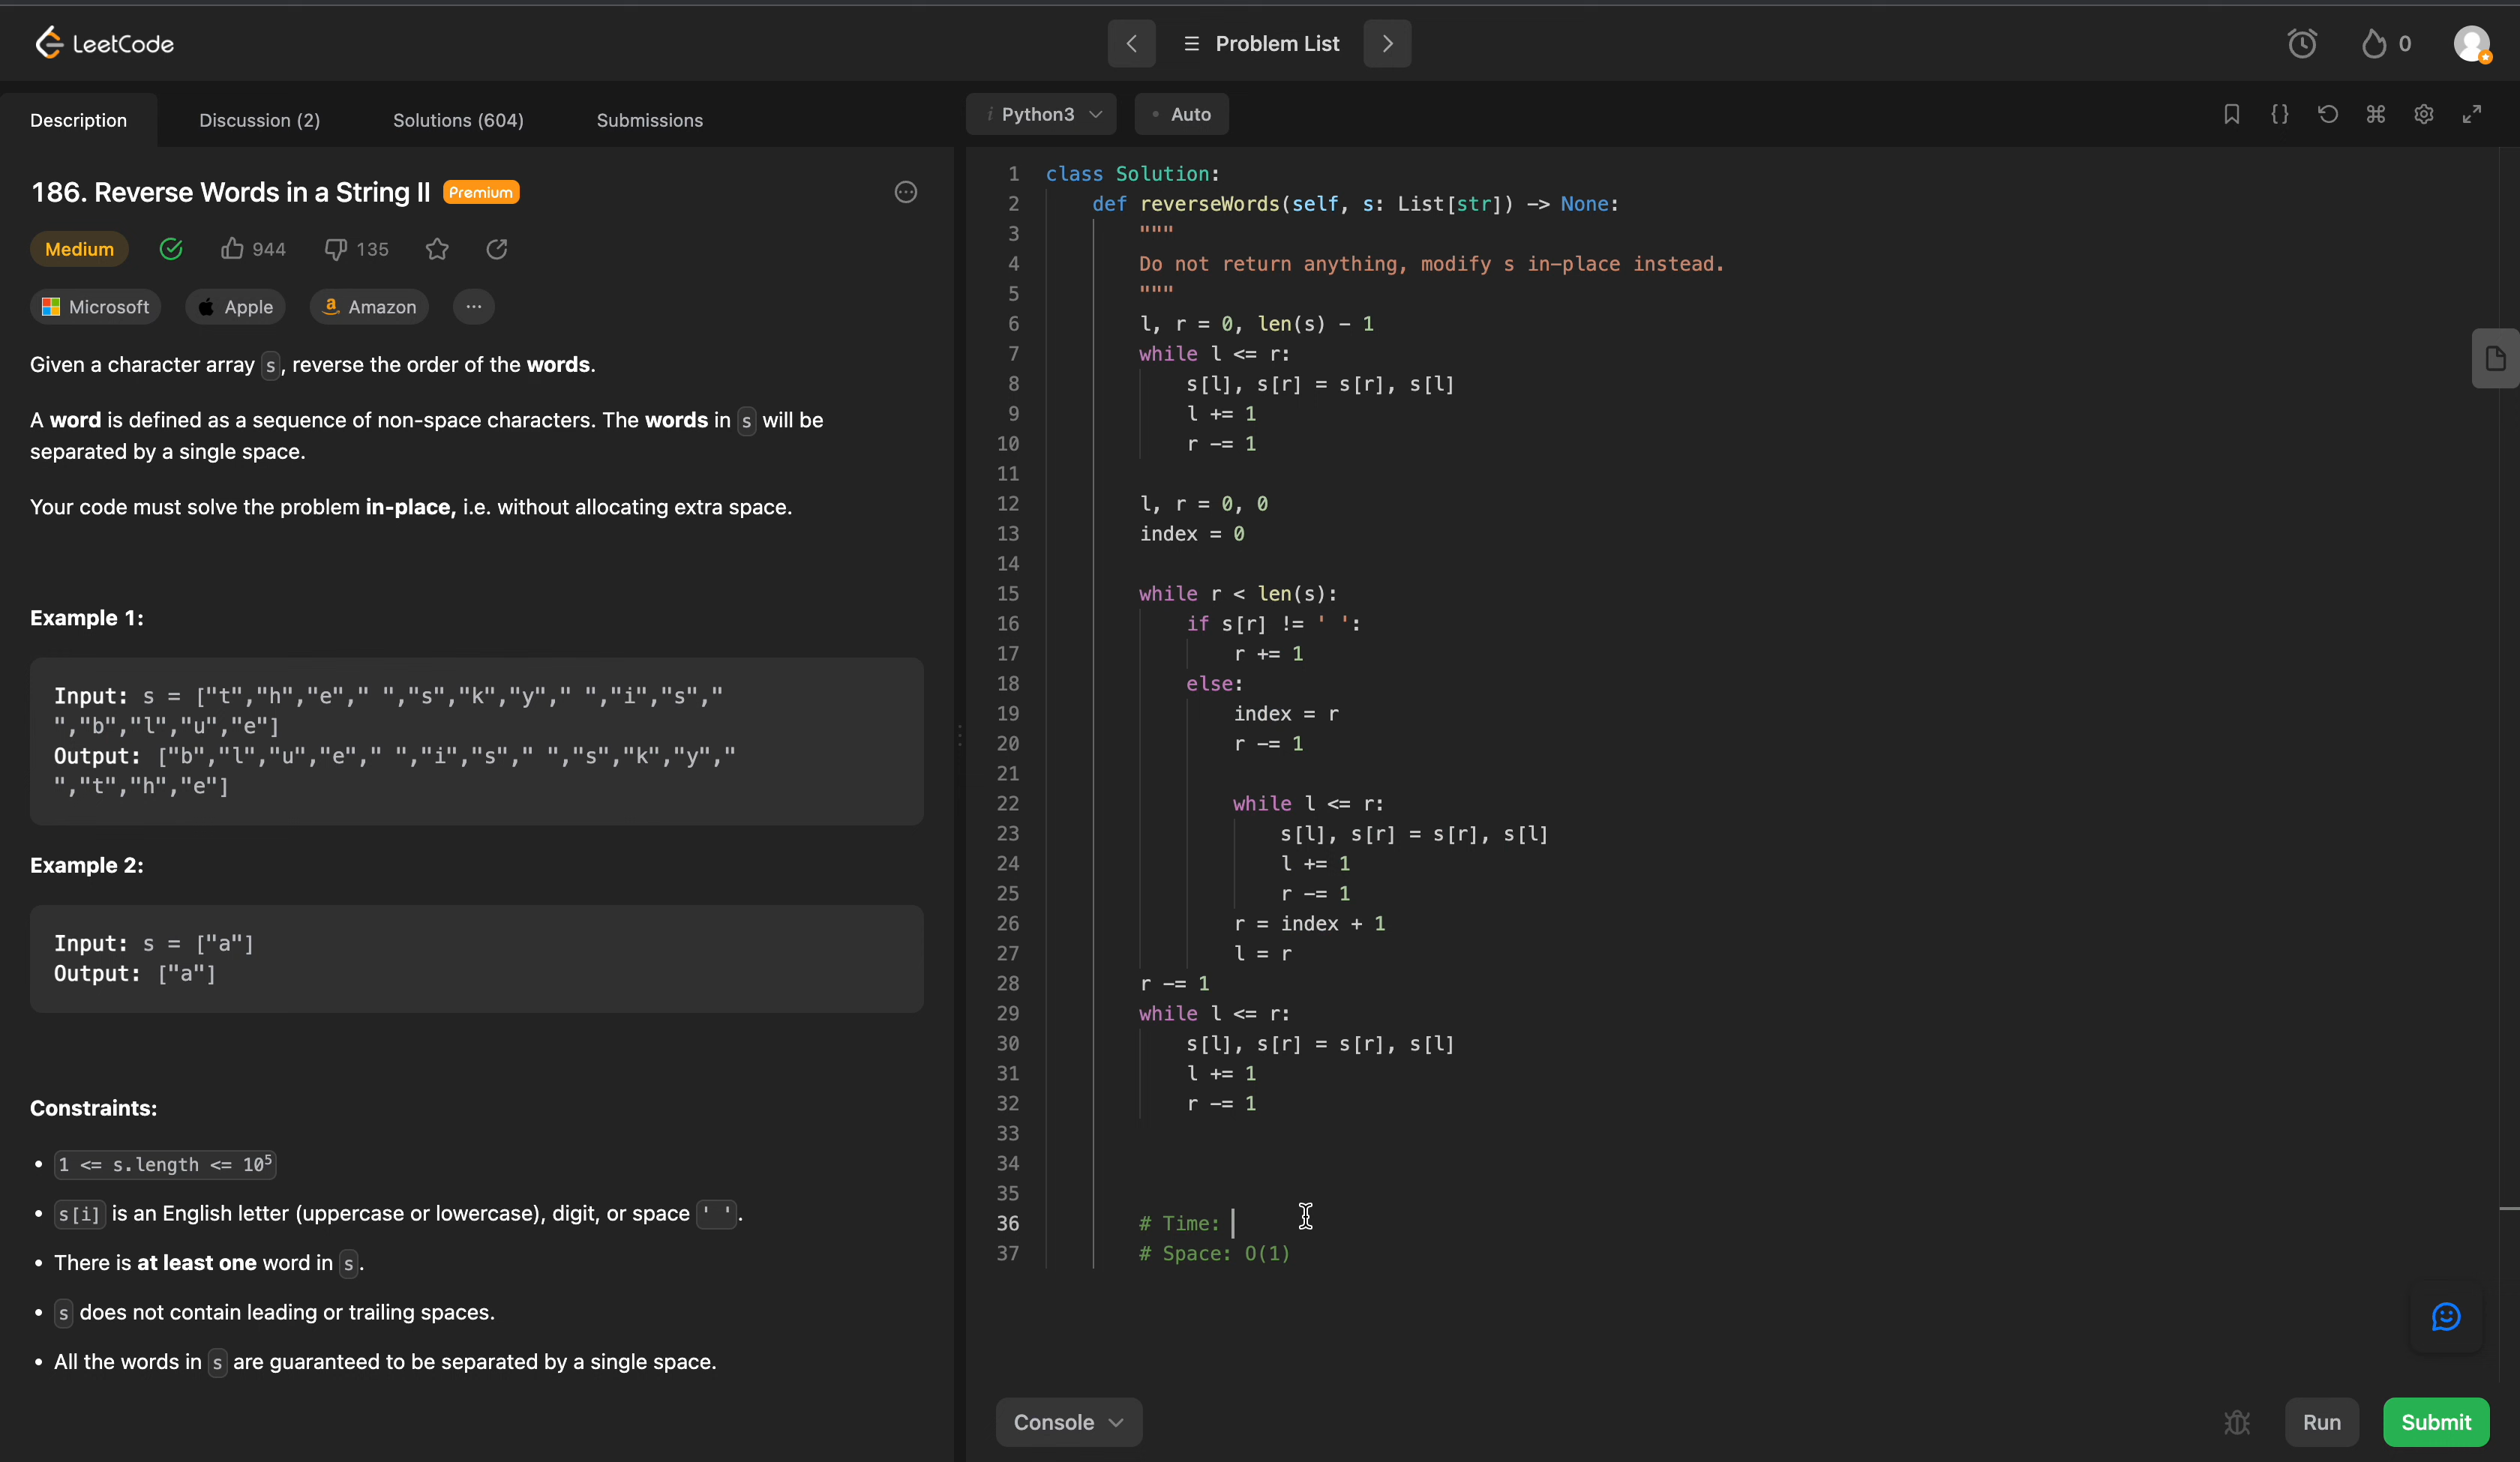 LeetCode
Problem List
0
Description
Discussion (2)
Solutions (604)
Submissions
i Python3
• Auto
186. Reverse Words in a String II Premium
Medium
944
135
Microsoft
Apple
Amazon
...
Given a character array s, reverse the order of the words.
A word is defined as a sequence of non-space characters. The words in s will be
separated by a single space.
Your code must solve the problem in-place, i.e. without allocating extra space.
Example 1:
Input: s = ["t","h","e"," ","s","k","y"," ","i","s","
","b","l","u","e"]
Output: ["b","l","u","e"," ","i","s"," ","s","k","y","
","t","h","e"]
Example 2:
Input: s = ["a"]
Output: ["a"]
Constraints:
• 1 <= s.length <= 10⁵
• s[i] is an English letter (uppercase or lowercase), digit, or space ' '.
• There is at least one word in s.
• s does not contain leading or trailing spaces.
• All the words in s are guaranteed to be separated by a single space.
1 class Solution:
2 def reverseWords(self, s: List[str]) -> None:
3 """
4 Do not return anything, modify s in-place instead.
5 """
6 l, r = 0, len(s) - 1
7 while l <= r:
8 s[l], s[r] = s[r], s[l]
9 l += 1
10 r -= 1
11
12 l, r = 0, 0
13 index = 0
14
15 while r < len(s):
16 if s[r] != ' ':
17 r += 1
18 else:
19 index = r
20 r -= 1
21
22 while l <= r:
23 s[l], s[r] = s[r], s[l]
24 l += 1
25 r -= 1
26 r = index + 1
27 l = r
28 r -= 1
29 while l <= r:
30 s[l], s[r] = s[r], s[l]
31 l += 1
32 r -= 1
33
34
35
36 # Time:
37 # Space: O(1)
Console
Run
Submit